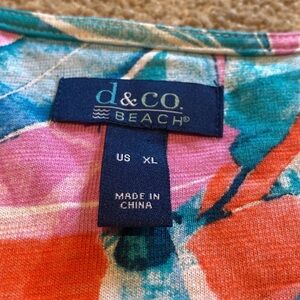 d&co.
BEACH®
US XL
MADE IN
CHINA